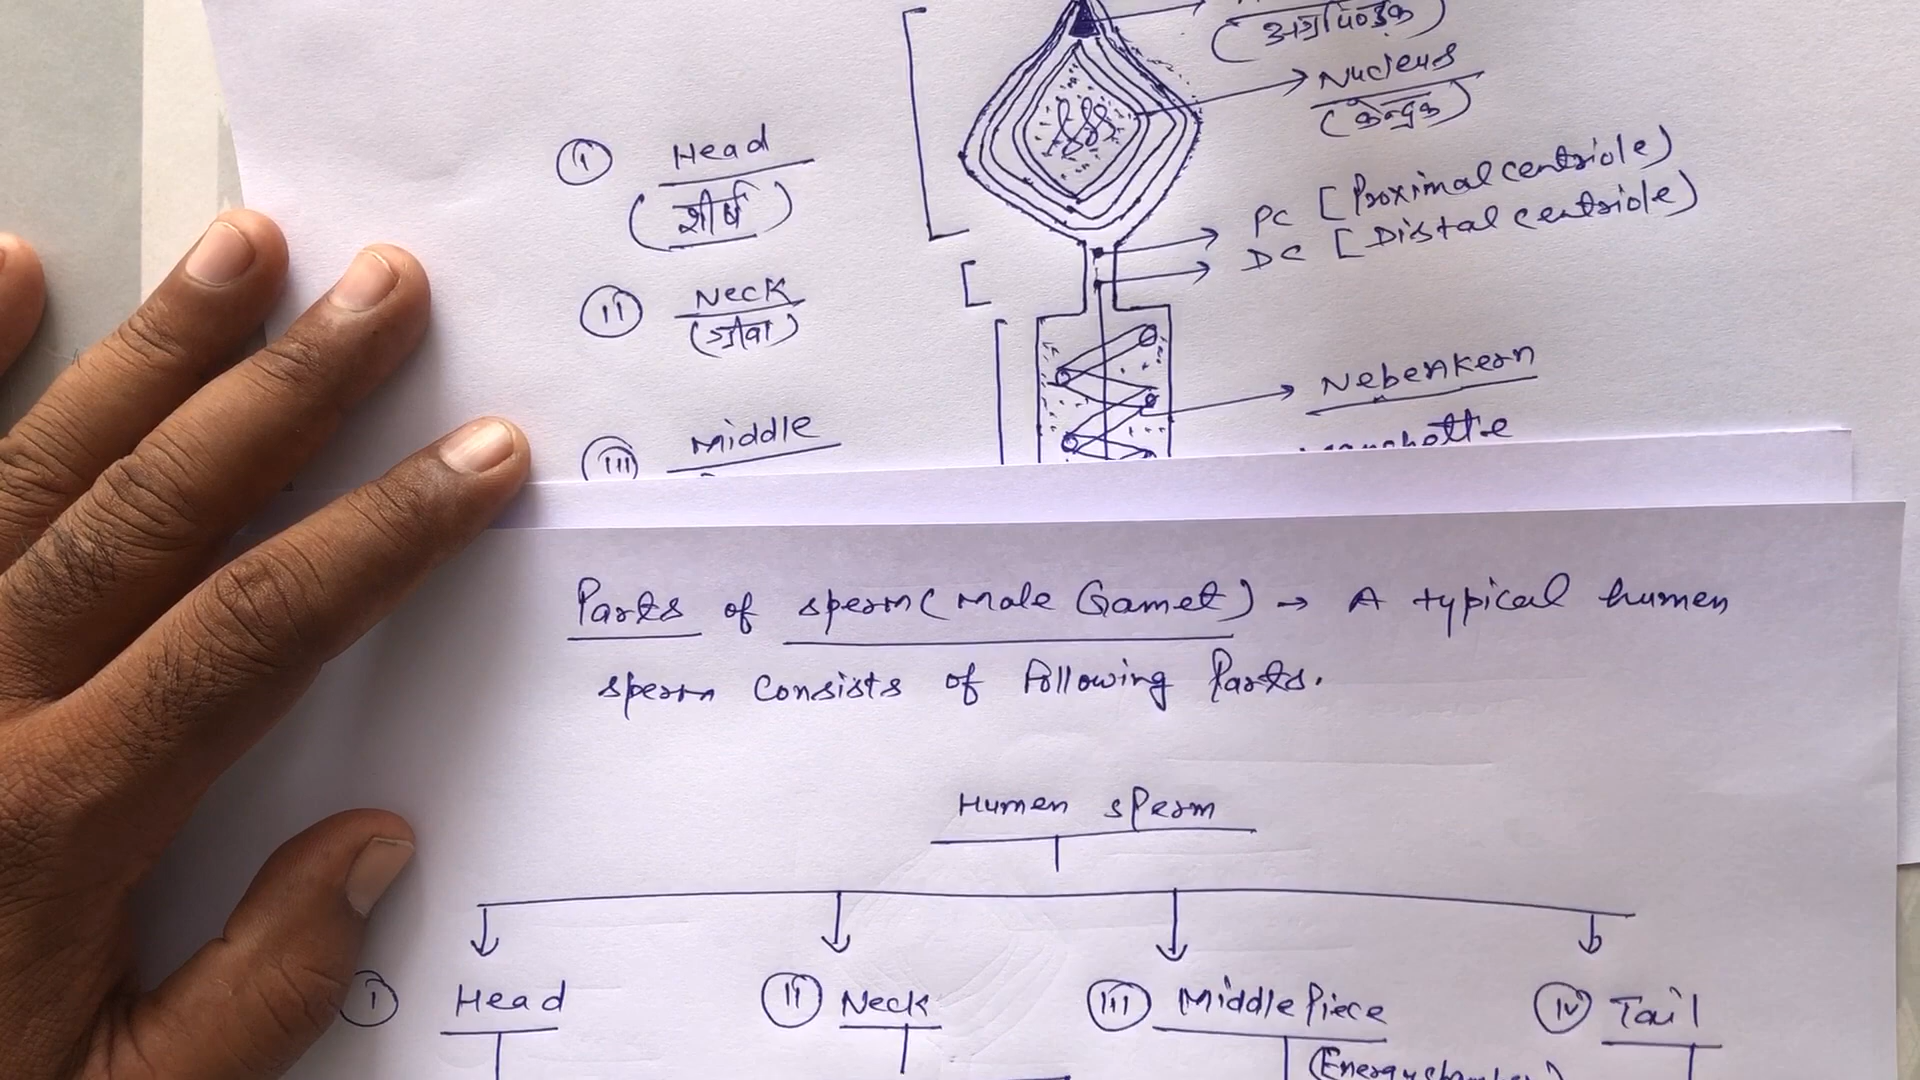 (अग्रपिण्डक)
Nucleus
(केन्द्रक)
(I) Head
(शीर्ष)
PC [Proximal centriole)
DC [Distal centriole)
(II) Neck
(ग्रीवा)
Nebenkern
(III) Middle
Parts of sperm (Male Gamet) → A typical humen
sperm consists of following Parts.
Humen sperm
(I) Head (II) Neck (III) Middle Piece (IV) Tail